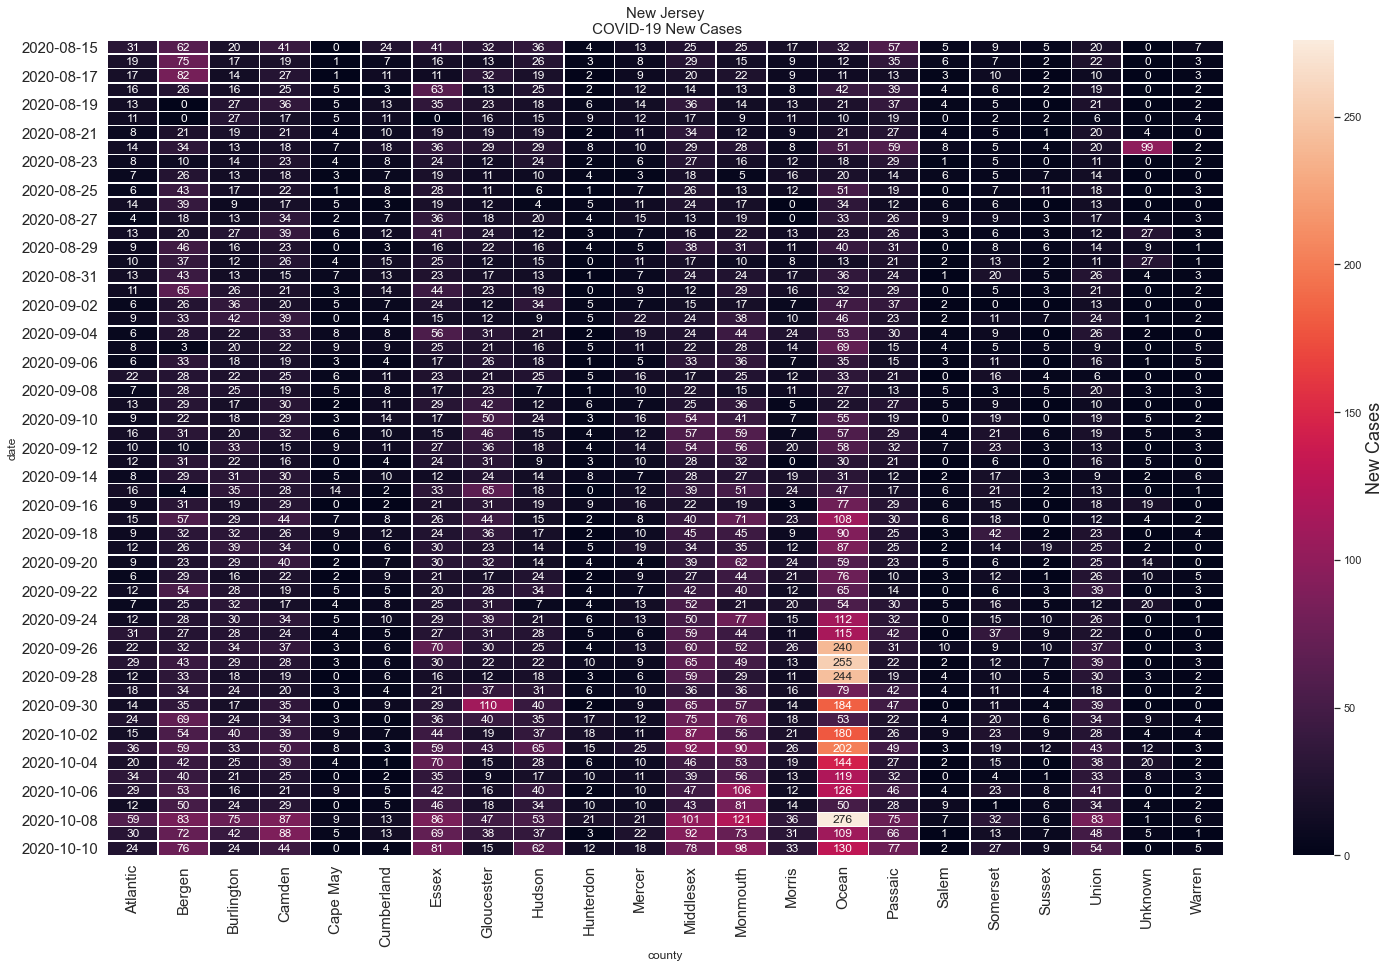 New Jersey
COVID-19 New Cases
2020-08-15 31 62 20 41 0 24 41 32 36 4 13 25 25 17 32 57 5 9 5 20 0 7
19 75 17 19 1 7 16 13 26 3 8 29 15 9 12 35 6 7 2 22 0 3
2020-08-17 82 14 27 1 11 11 32 19 2 9 20 22 9 11 13 3 10 2 10 0 3
16 26 16 25 5 3 63 13 25 2 12 14 13 8 42 39 4 6 2 19 0 2
2020-08-19 13 0 27 36 5 13 35 23 18 6 14 36 14 13 21 37 4 5 0 21 0 2
11 0 27 17 5 11 0 16 15 9 12 17 9 11 10 19 0 2 2 6 0 4
2020-08-21 8 21 19 21 4 10 19 19 19 2 11 34 12 9 21 27 4 5 1 20 4 0
14 34 13 18 7 18 36 29 29 8 10 29 28 8 51 59 8 5 4 20 99 2
2020-08-23 8 10 14 23 4 8 24 12 24 2 6 27 16 12 18 29 1 5 0 11 0 2
7 26 13 18 3 7 19 11 10 4 3 18 5 16 20 14 6 5 7 14 0 0
2020-08-25 6 43 17 22 1 8 28 11 6 1 7 26 13 12 51 19 0 7 11 18 0 3
14 39 9 17 5 3 19 12 4 5 11 24 17 0 34 12 6 6 0 13 0 0
2020-08-27 4 18 13 34 2 7 36 18 20 4 15 13 19 0 33 26 9 9 3 17 4 3
13 20 27 39 6 12 41 24 12 3 7 16 22 13 23 26 3 6 3 12 27 3
2020-08-29 9 46 16 23 0 3 16 22 16 4 5 38 31 11 40 31 0 8 6 14 9 1
10 37 12 26 4 15 25 12 15 0 11 17 10 8 13 21 2 13 2 11 27 1
2020-08-31 13 43 13 15 7 13 23 17 13 1 7 24 24 17 36 24 1 20 5 26 4 3
11 65 26 21 3 14 44 23 19 0 9 12 29 16 32 29 0 5 3 21 0 2
2020-09-02 6 26 36 20 5 7 24 12 34 5 7 15 17 7 47 37 2 0 0 13 0 0
9 33 42 39 0 4 15 12 9 5 22 24 38 10 46 23 2 11 7 24 1 2
2020-09-04 6 28 22 33 8 8 56 31 21 2 19 24 44 24 53 30 4 9 0 26 2 0
8 3 20 22 9 9 25 21 16 5 11 22 28 14 69 15 4 5 5 9 0 5
2020-09-06 6 33 18 19 3 4 17 26 18 1 5 33 36 7 35 15 3 11 0 16 1 5
22 28 22 25 6 11 23 21 25 5 16 17 25 12 33 21 0 16 4 6 0 0
2020-09-08 7 28 25 19 5 8 17 23 7 1 10 22 15 11 27 13 5 3 5 20 3 3
13 29 17 30 2 11 29 42 12 6 7 25 36 5 22 27 5 9 0 10 0 0
2020-09-10 9 22 18 29 3 14 17 50 24 3 16 54 41 7 55 19 0 19 0 19 5 2
16 31 20 32 6 10 15 46 15 4 12 57 59 7 57 29 4 21 6 19 5 3
2020-09-12 10 10 33 15 9 11 27 36 18 4 14 54 56 20 58 32 7 23 3 13 0 3
12 31 22 16 0 4 24 31 9 3 10 28 32 0 30 21 0 6 0 16 5 0
2020-09-14 8 29 31 30 5 10 12 24 14 8 7 28 27 19 31 12 2 17 3 9 2 6
16 4 35 28 14 2 33 65 18 0 12 39 51 24 47 17 6 21 2 13 0 1
2020-09-16 9 31 19 29 0 2 21 31 19 9 16 22 19 3 77 29 6 15 0 18 19 0
15 57 29 44 7 8 26 44 15 2 8 40 71 23 108 30 6 18 0 12 4 2
2020-09-18 9 32 32 26 9 12 24 36 17 2 10 45 45 9 90 25 3 42 2 23 0 4
12 26 39 34 0 6 30 23 14 5 19 34 35 12 87 25 2 14 19 25 2 0
2020-09-20 9 23 29 40 2 7 30 32 14 4 4 39 62 24 59 23 5 6 2 25 14 0
6 29 16 22 2 9 21 17 24 2 9 27 44 21 76 10 3 12 1 26 10 5
2020-09-22 12 54 28 19 5 5 20 28 34 4 7 42 40 12 65 14 0 6 3 39 0 3
7 25 32 17 4 8 25 31 7 4 13 52 21 20 54 30 5 16 5 12 20 0
2020-09-24 12 28 30 34 5 10 29 39 21 6 13 50 77 15 112 32 0 15 10 26 0 1
31 27 28 24 4 5 27 31 28 5 6 59 44 11 115 42 0 37 9 22 0 0
2020-09-26 22 32 34 37 3 6 70 30 25 4 13 60 52 26 240 31 10 9 10 37 0 3
29 43 29 28 3 6 30 22 22 10 9 65 49 13 255 22 2 12 7 39 0 3
2020-09-28 12 33 18 19 0 6 16 12 18 3 6 59 29 11 244 19 4 10 5 30 3 2
18 34 24 20 3 4 21 37 31 6 10 36 36 16 79 42 4 11 4 18 0 2
2020-09-30 14 35 17 35 0 9 29 110 40 2 9 65 57 14 184 47 0 11 4 39 0 0
24 69 24 34 3 0 36 40 35 17 12 75 76 18 53 22 4 20 6 34 9 4
2020-10-02 15 54 40 39 9 7 44 19 37 18 11 87 56 21 180 26 9 23 9 28 4 4
36 59 33 50 8 3 59 43 65 15 25 92 90 26 202 49 3 19 12 43 12 3
2020-10-04 20 42 25 39 4 1 70 15 28 6 10 46 53 19 144 27 2 15 0 38 20 2
34 40 21 25 0 2 35 9 17 10 11 39 56 13 119 32 0 4 1 33 8 3
2020-10-06 29 53 16 21 9 5 42 16 40 2 10 47 106 12 126 46 4 23 8 41 0 2
12 50 24 29 0 5 46 18 34 10 10 43 81 14 50 28 9 1 6 34 4 2
2020-10-08 59 83 75 87 9 13 86 47 53 21 21 101 121 36 276 75 7 32 6 83 1 6
30 72 42 88 5 13 69 38 37 3 22 92 73 31 109 66 1 13 7 48 5 1
2020-10-10 24 76 24 44 0 4 81 15 62 12 18 78 98 33 130 77 2 27 9 54 0 5
date
Atlantic Bergen Burlington Camden Cape May Cumberland Essex Gloucester Hudson Hunterdon Mercer Middlesex Monmouth Morris Ocean Passaic Salem Somerset Sussex Union Unknown Warren
county
250
200
150
100
50
0
New Cases